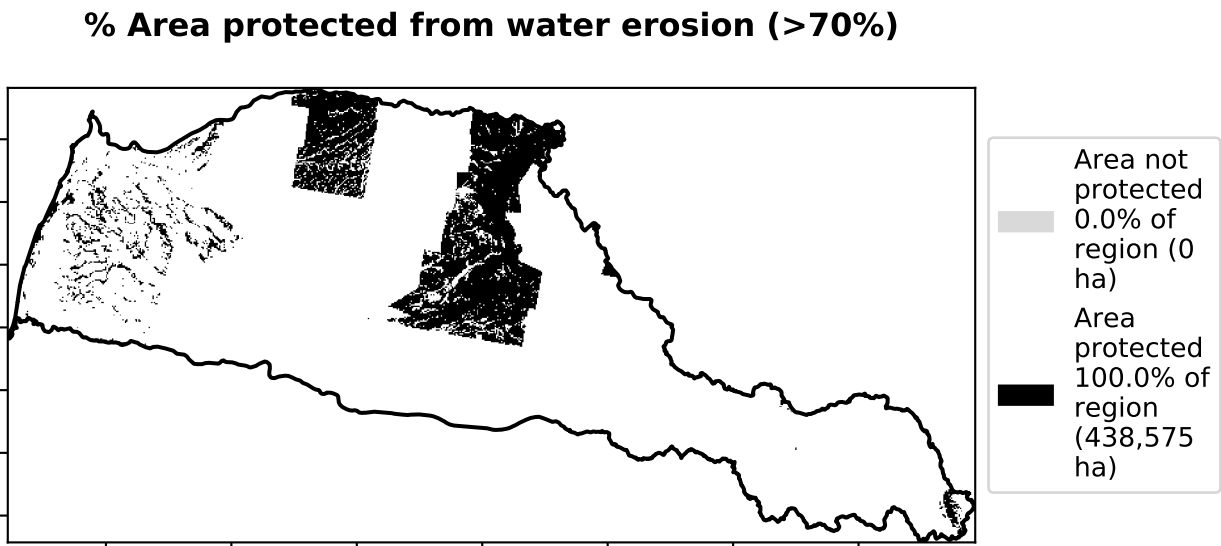 % Area protected from water erosion (>70%)
Area not
protected
0.0% of
region (0
ha)
Area
protected
100.0% of
region
(438,575
ha)